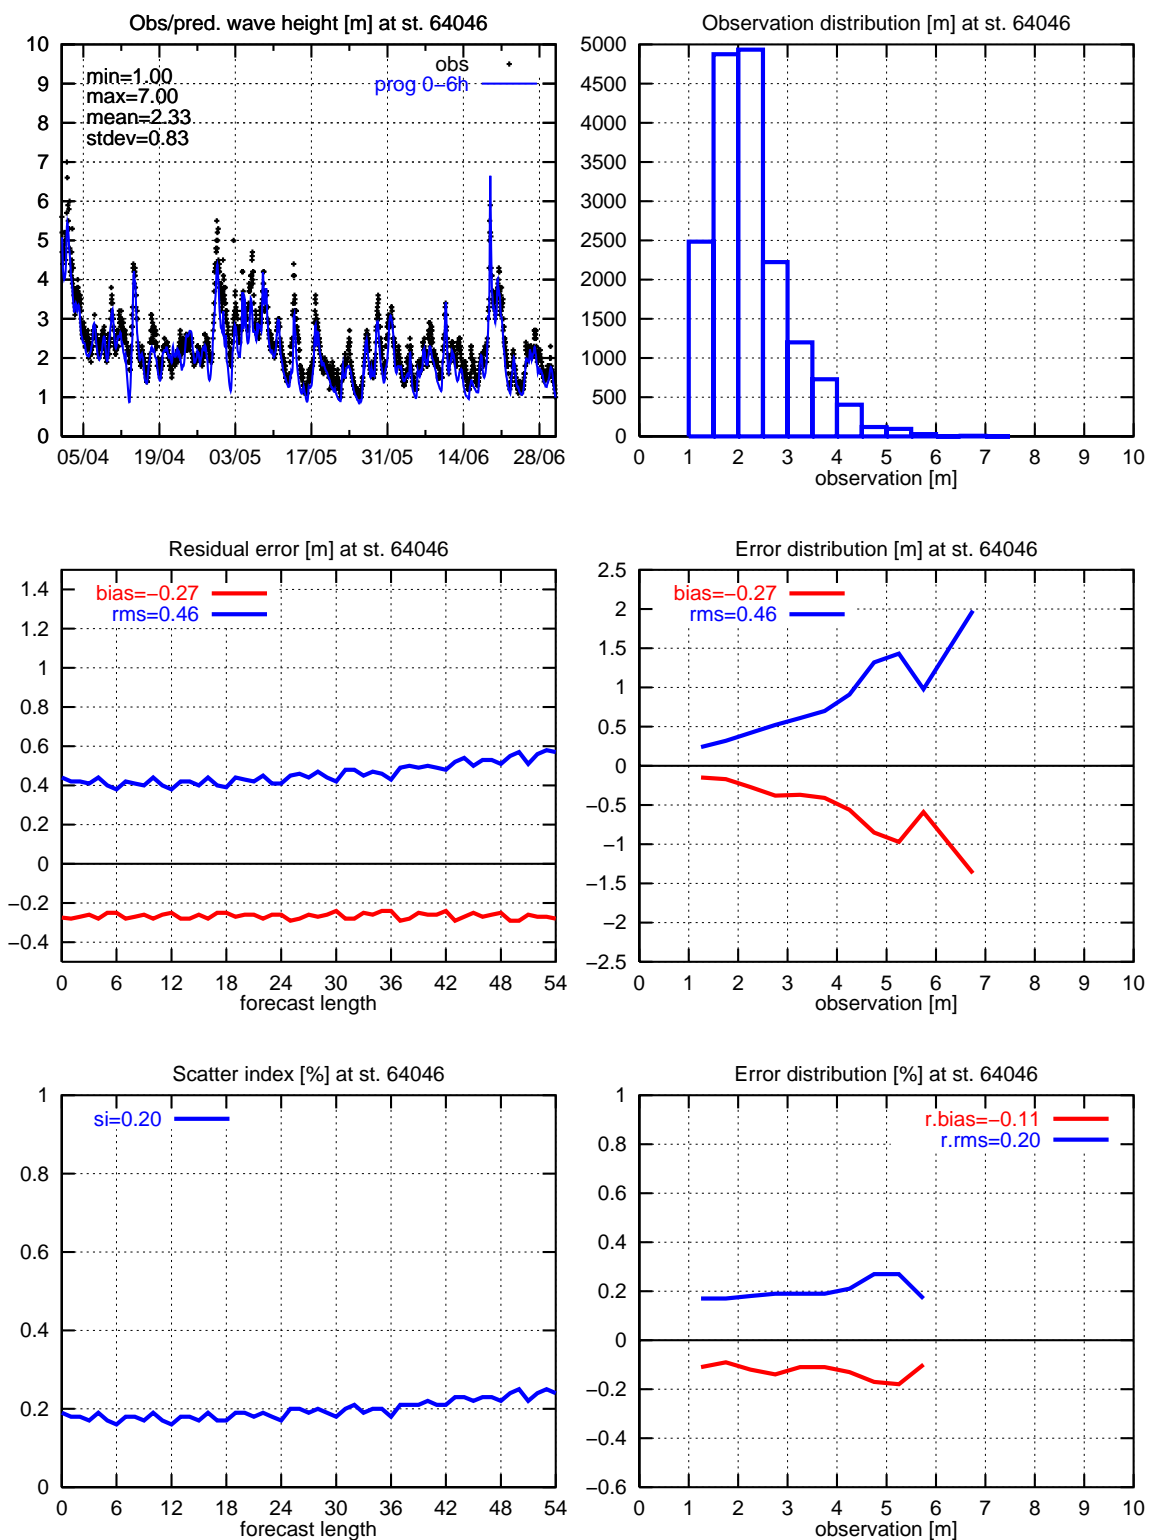 Obs/pred. wave height [m] at st. 64046
10
9
8
7
6
5
4
3
2
1
0
min=1.00
max=7.00
mean=2.33
stdev=0.83
obs
prog 0−6h
05/04 19/04 03/05 17/05 31/05 14/06 28/06
Observation distribution [m] at st. 64046
5000
4500
4000
3500
3000
2500
2000
1500
1000
500
0
0 1 2 3 4 5 6 7 8 9 10
observation [m]
Residual error [m] at st. 64046
bias=−0.27
rms=0.46
1.4
1.2
1
0.8
0.6
0.4
0.2
0
−0.2
−0.4
0 6 12 18 24 30 36 42 48 54
forecast length
Error distribution [m] at st. 64046
bias=−0.27
rms=0.46
2.5
2
1.5
1
0.5
0
−0.5
−1
−1.5
−2
−2.5
0 1 2 3 4 5 6 7 8 9 10
observation [m]
Scatter index [%] at st. 64046
si=0.20
1
0.8
0.6
0.4
0.2
0
0 6 12 18 24 30 36 42 48 54
forecast length
Error distribution [%] at st. 64046
r.bias=−0.11
r.rms=0.20
1
0.8
0.6
0.4
0.2
0
−0.2
−0.4
−0.6
0 1 2 3 4 5 6 7 8 9 10
observation [m]